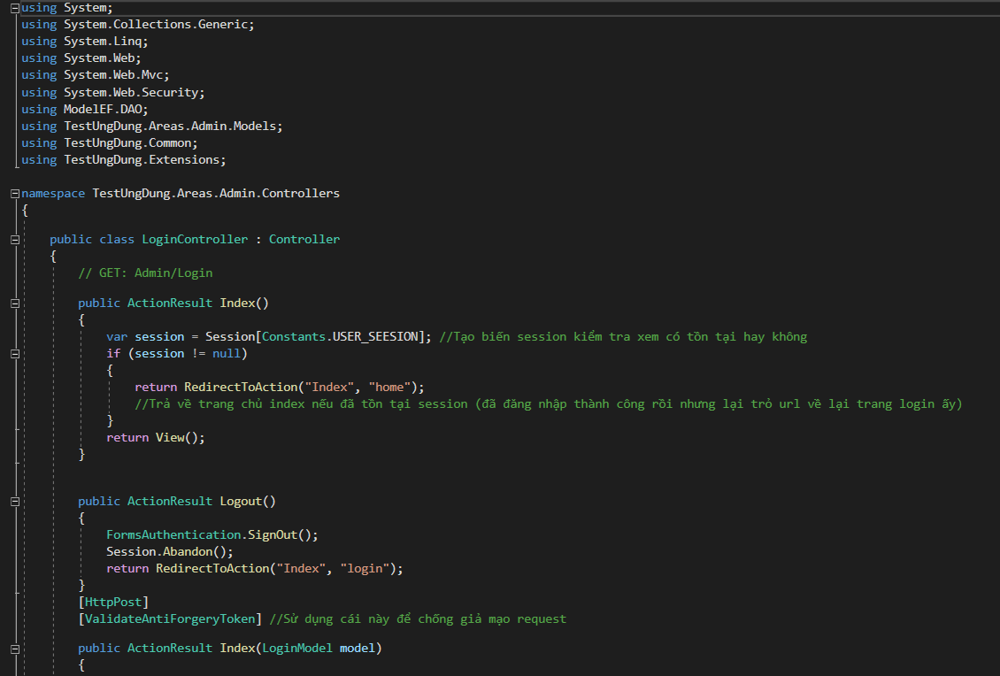 using System;
using System.Collections.Generic;
using System.Linq;
using System.Web;
using System.Web.Mvc;
using System.Web.Security;
using ModelEF.DAO;
using TestUngDung.Areas.Admin.Models;
using TestUngDung.Common;
using TestUngDung.Extensions;
namespace TestUngDung.Areas.Admin.Controllers
{
public class LoginController : Controller
{
// GET: Admin/Login
public ActionResult Index()
{
var session = Session[Constants.USER_SEESION]; //Tạo biến session kiểm tra xem có tồn tại hay không
if (session != null)
{
return RedirectToAction("Index", "home");
//Trả về trang chủ index nếu đã tồn tại session (đã đăng nhập thành công rồi nhưng lại trỏ url về lại trang login ấy)
}
return View();
}
public ActionResult Logout()
{
FormsAuthentication.SignOut();
Session.Abandon();
return RedirectToAction("Index", "login");
}
[HttpPost]
[ValidateAntiForgeryToken] //Sử dụng cái này để chống giả mạo request
public ActionResult Index(LoginModel model)
{